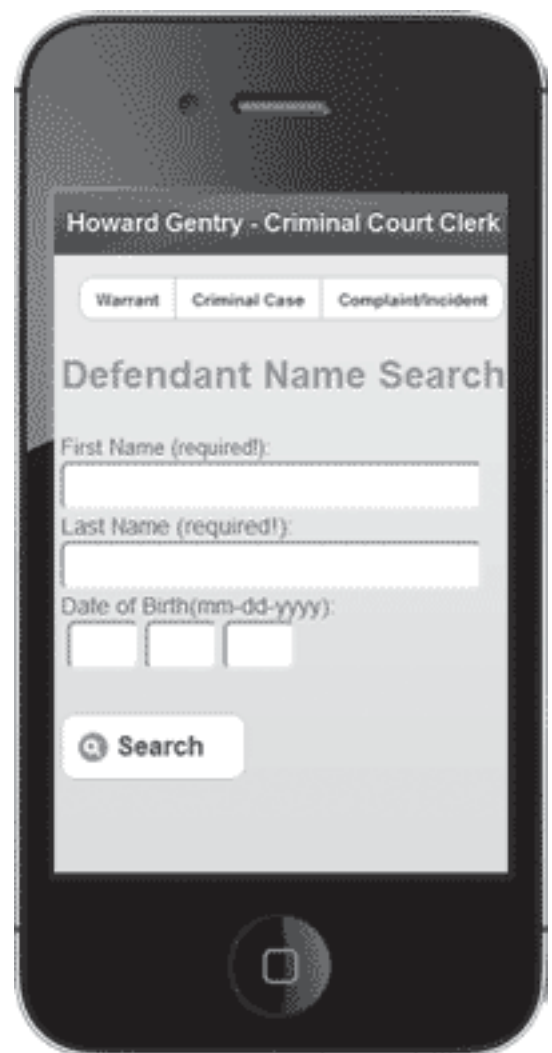 Howard Gentry - Criminal Court Clerk
Warrant Criminal Case Complaint/Incident
Defendant Name Search
First Name (required!):
Last Name (required!):
Date of Birth(mm-dd-yyyy):
Search